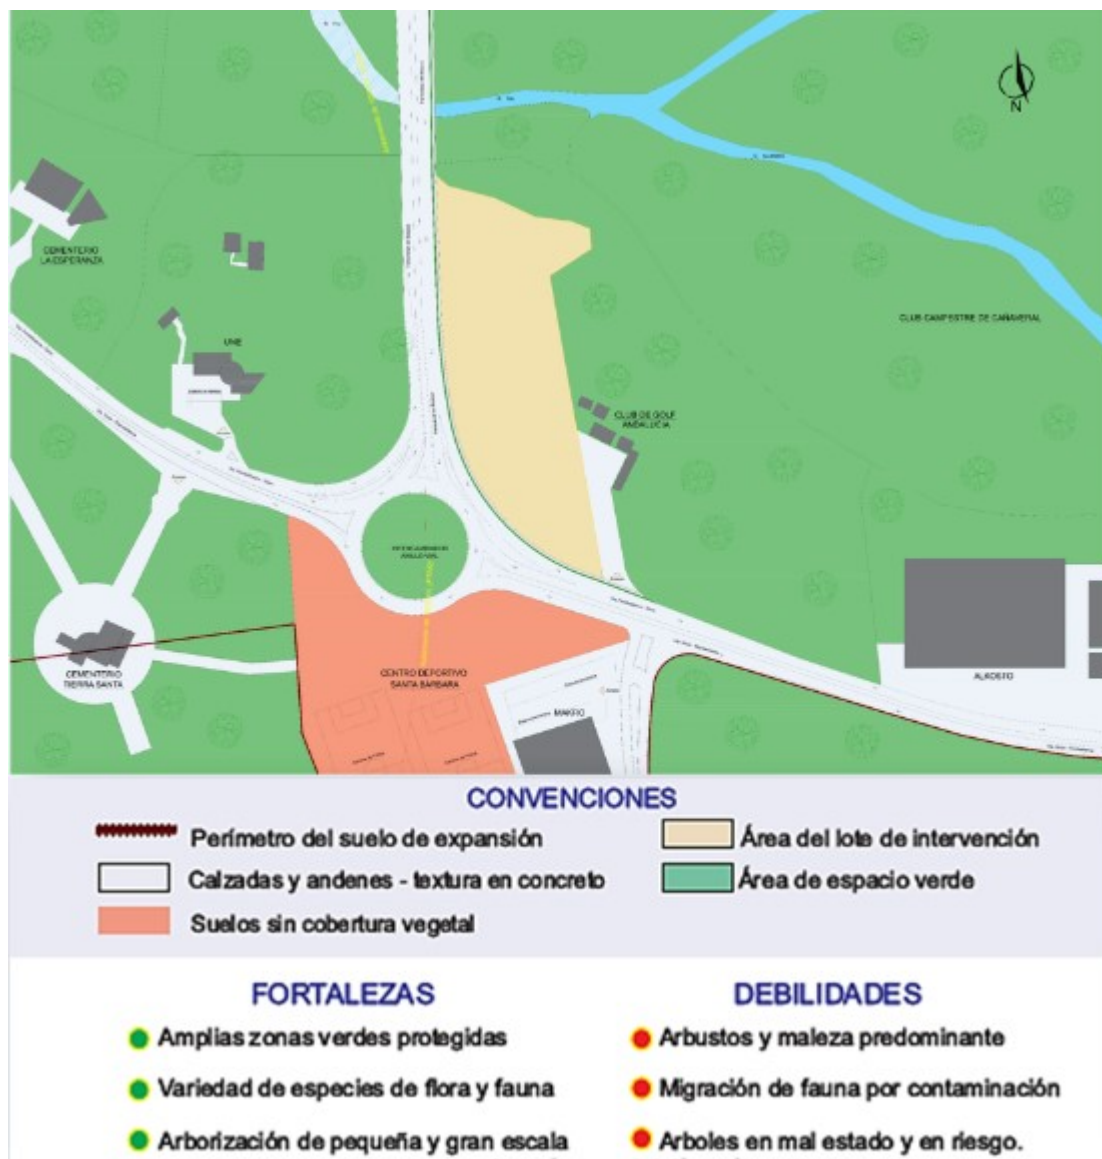 N
CEMENTERIO
LA ESPERANZA
CLUB CAMPESTRE DE CAÑAVERAL
UNE
CLUB DE GOLF
ANDALUCIA
CEMENTERIO
TIERRA SANTA
CENTRO DEPORTIVO
SANTA BARBARA
MAKRO
ALKOSTO
CONVENCIONES
Perímetro del suelo de expansión
Área del lote de intervención
Calzadas y andenes - textura en concreto
Área de espacio verde
Suelos sin cobertura vegetal
FORTALEZAS
DEBILIDADES
Amplias zonas verdes protegidas
Arbustos y maleza predominante
Variedad de especies de flora y fauna
Migración de fauna por contaminación
Arborización de pequeña y gran escala
Arboles en mal estado y en riesgo.